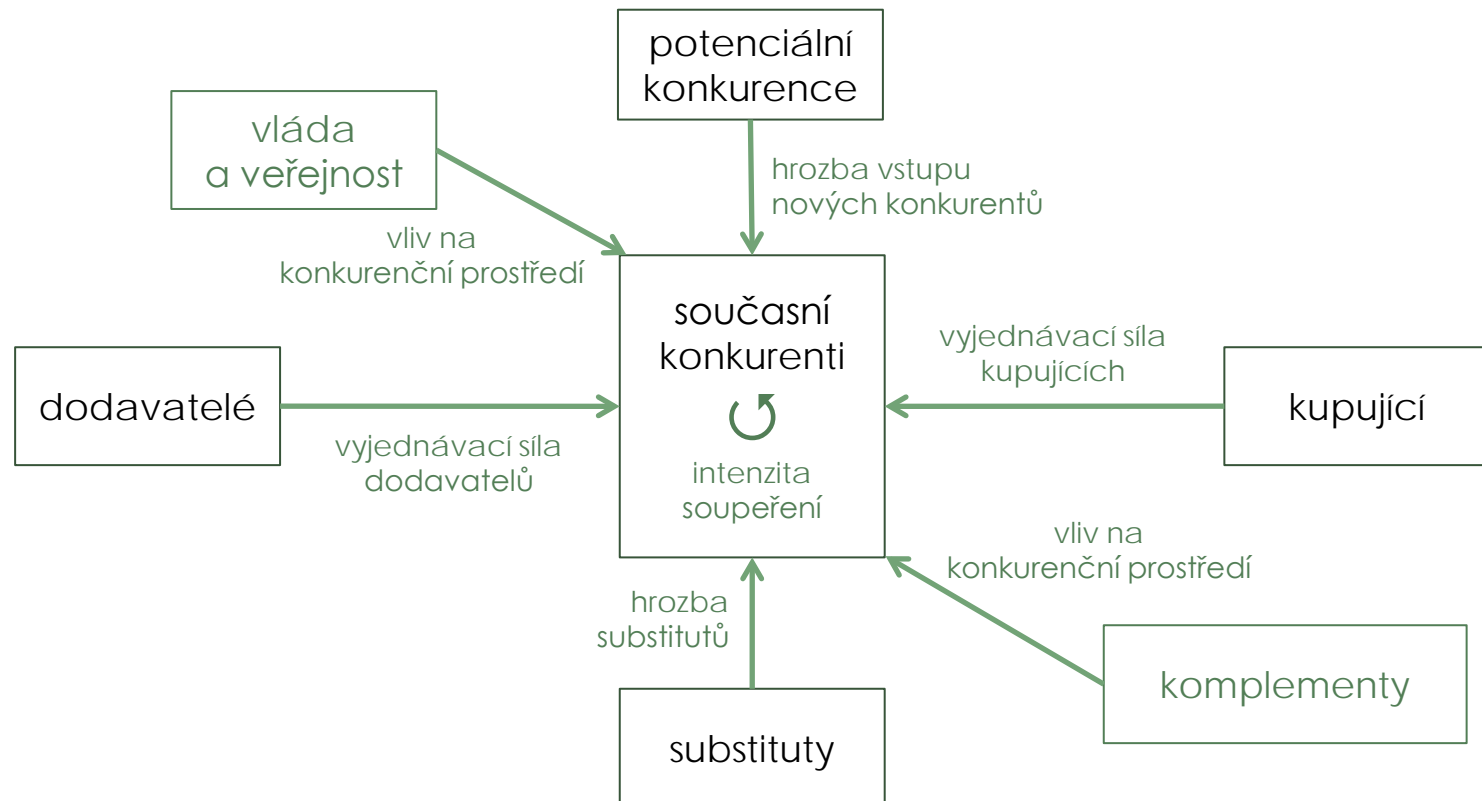 potenciální
konkurence
vláda
a veřejnost
hrozba vstupu
nových konkurentů
vliv na
konkurenční prostředí
současní
konkurenti
intenzita
soupeření
dodavatelé
vyjednávací síla
dodavatelů
vyjednávací síla
kupujících
kupující
vliv na
konkurenční prostředí
hrozba
substitutů
komplementy
substituty